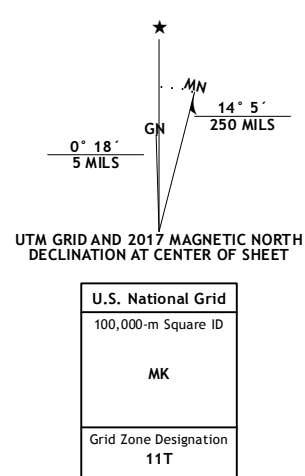 MN
GN
14° 5´
250 MILS
0° 18´
5 MILS
UTM GRID AND 2017 MAGNETIC NORTH
DECLINATION AT CENTER OF SHEET
U.S. National Grid
100,000-m Square ID
MK
Grid Zone Designation
11T